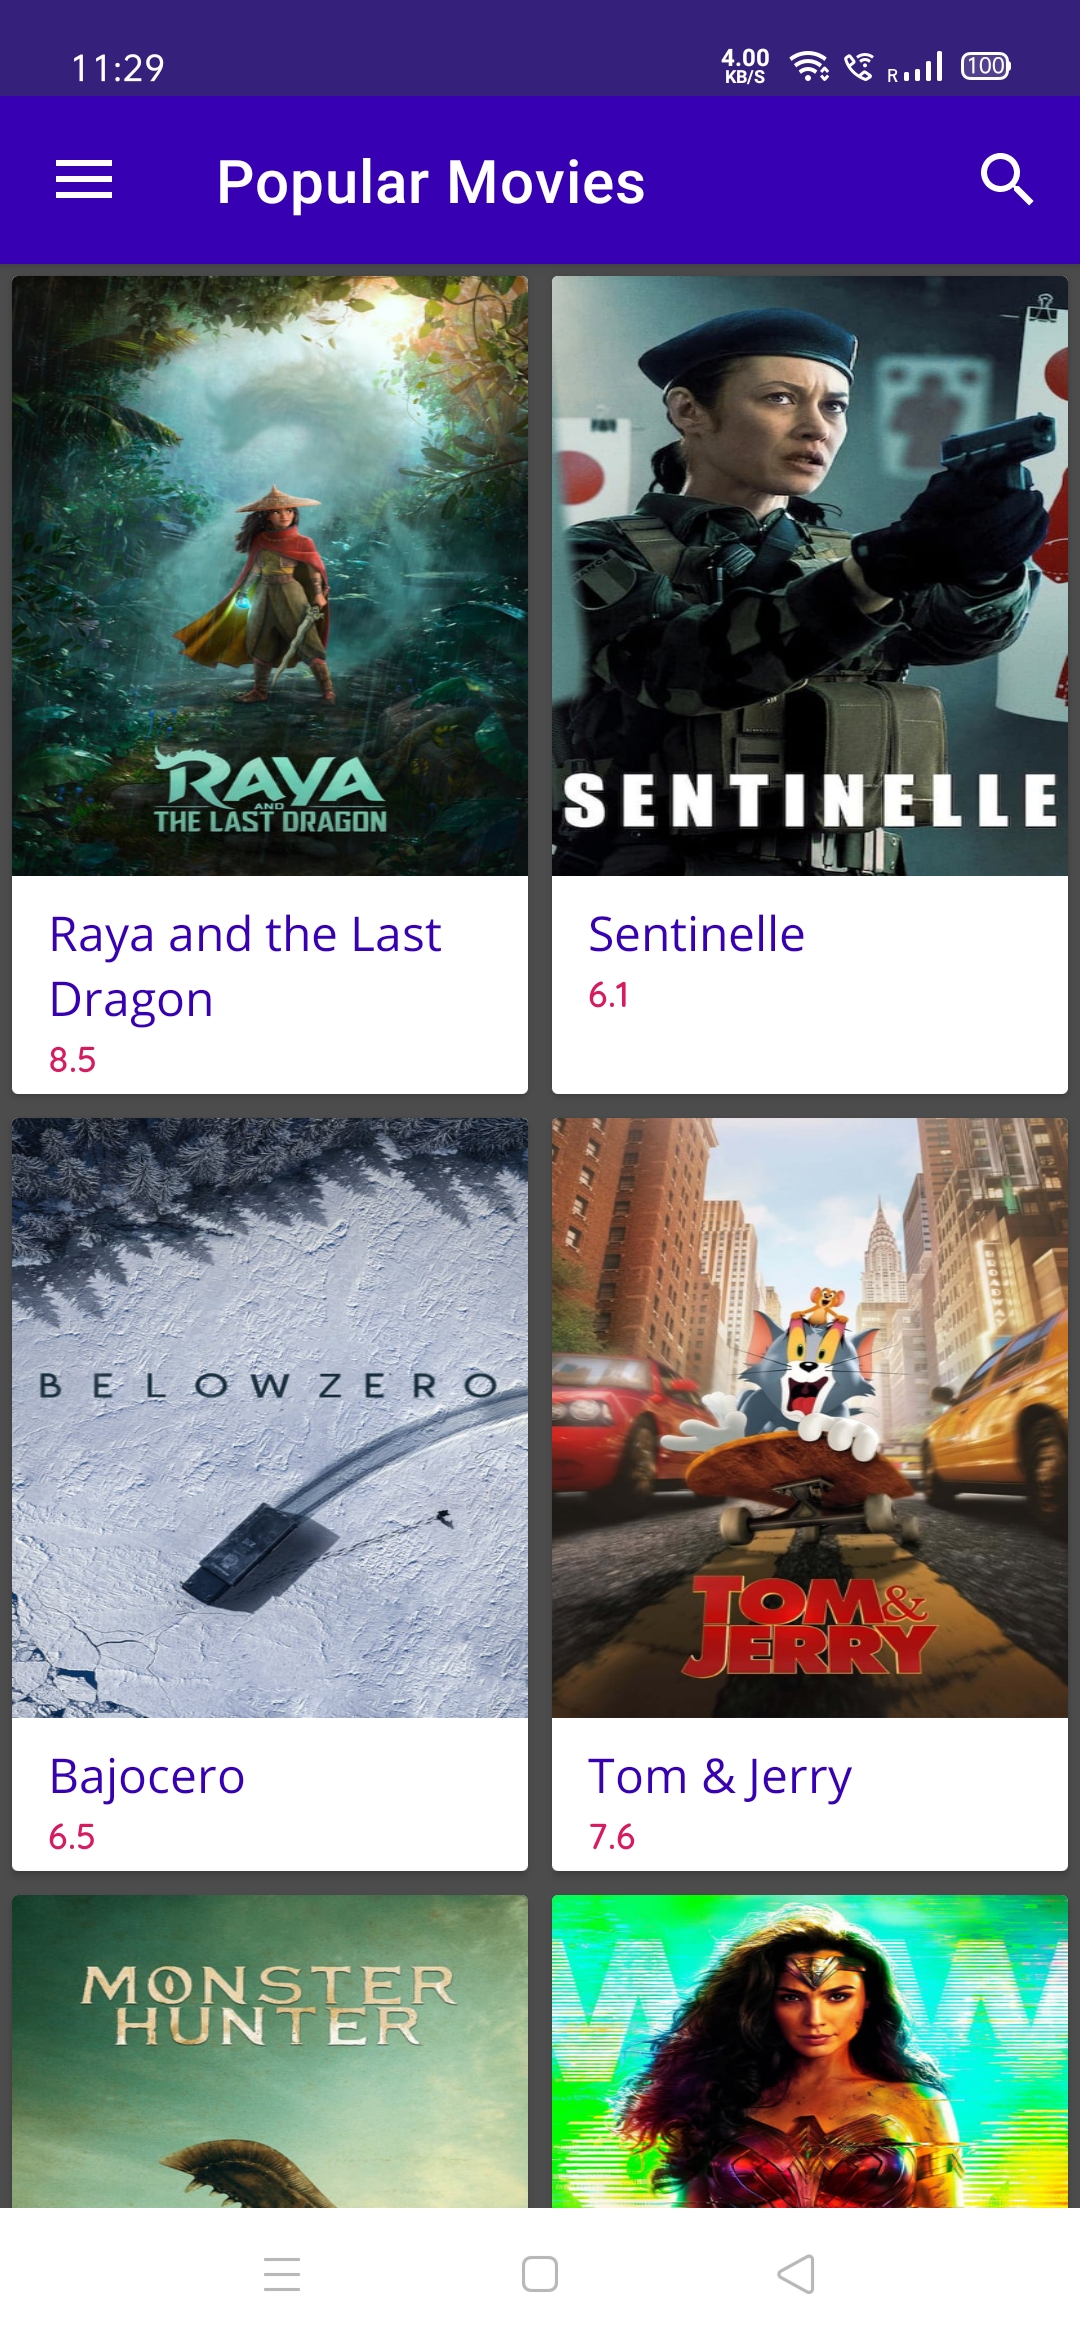 11:29
4.00
KB/S
R
100
Popular Movies
RAYA
AND
THE LAST DRAGON
SENTINELLE
Raya and the Last
Dragon
8.5
Sentinelle
6.1
BELOW ZERO
TOM &
JERRY
Bajocero
6.5
Tom & Jerry
7.6
MONSTER
HUNTER
WW